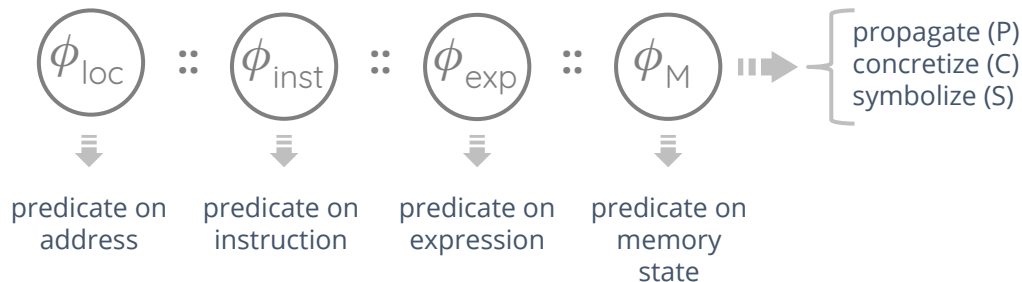 ϕloc :: ϕinst :: ϕexp :: ϕM
propagate (P)
concretize (C)
symbolize (S)
predicate on address
predicate on instruction
predicate on expression
predicate on memory state